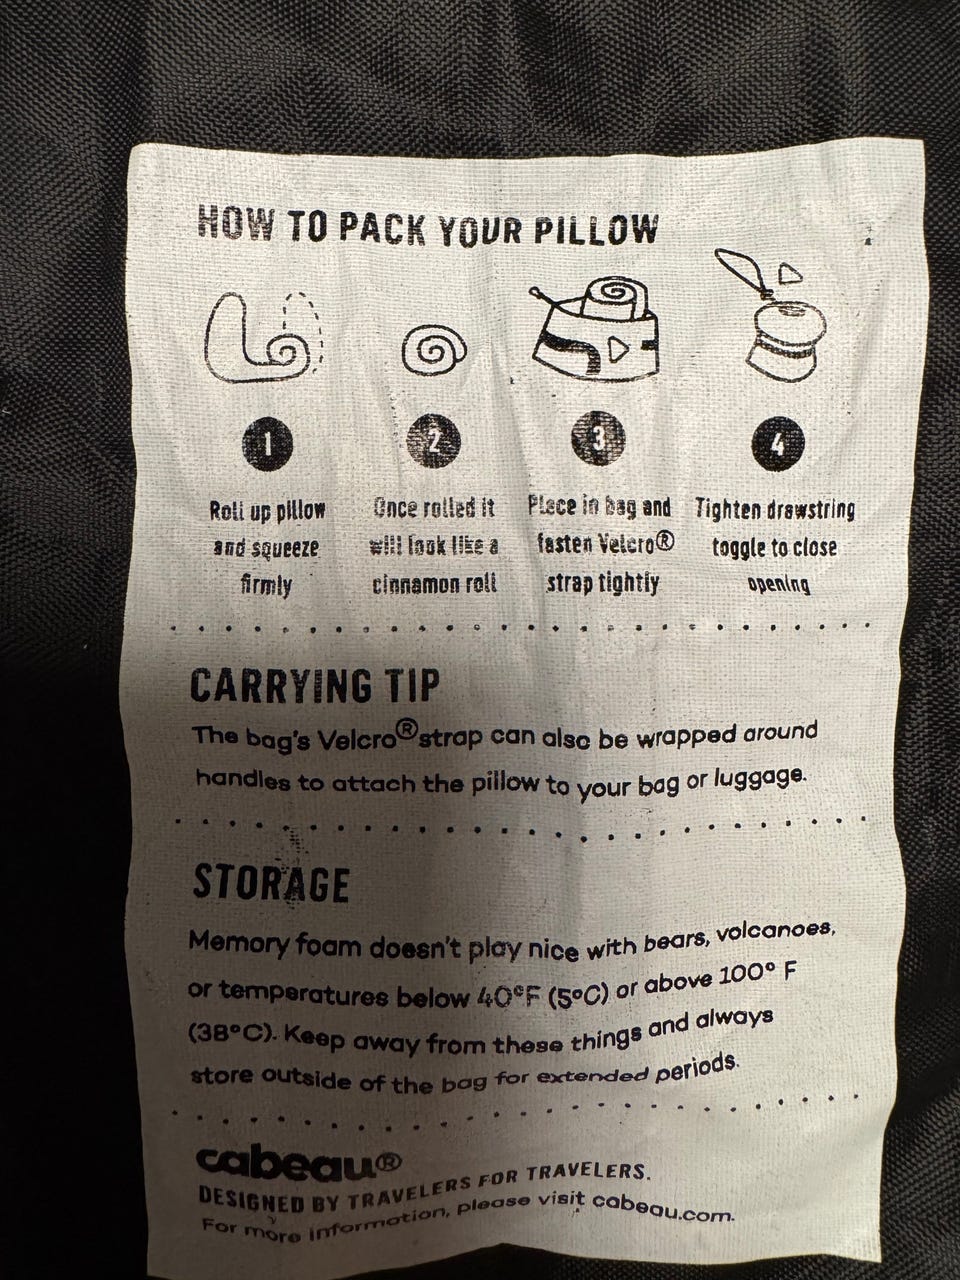 HOW TO PACK YOUR PILLOW
1
Roll up pillow
and squeeze
firmly
2
Once rolled it
will look like a
cinnamon roll
3
Place in bag and
fasten Velcro®
strap tightly
4
Tighten drawstring
toggle to close
opening
CARRYING TIP
The bag's Velcro® strap can also be wrapped around
handles to attach the pillow to your bag or luggage.
STORAGE
Memory foam doesn't play nice with bears, volcanoes,
or temperatures below 40°F (5°C) or above 100° F
(38°C). Keep away from these things and always
store outside of the bag for extended periods.
cabeau®
DESIGNED BY TRAVELERS FOR TRAVELERS.
For more information, please visit cabeau.com.